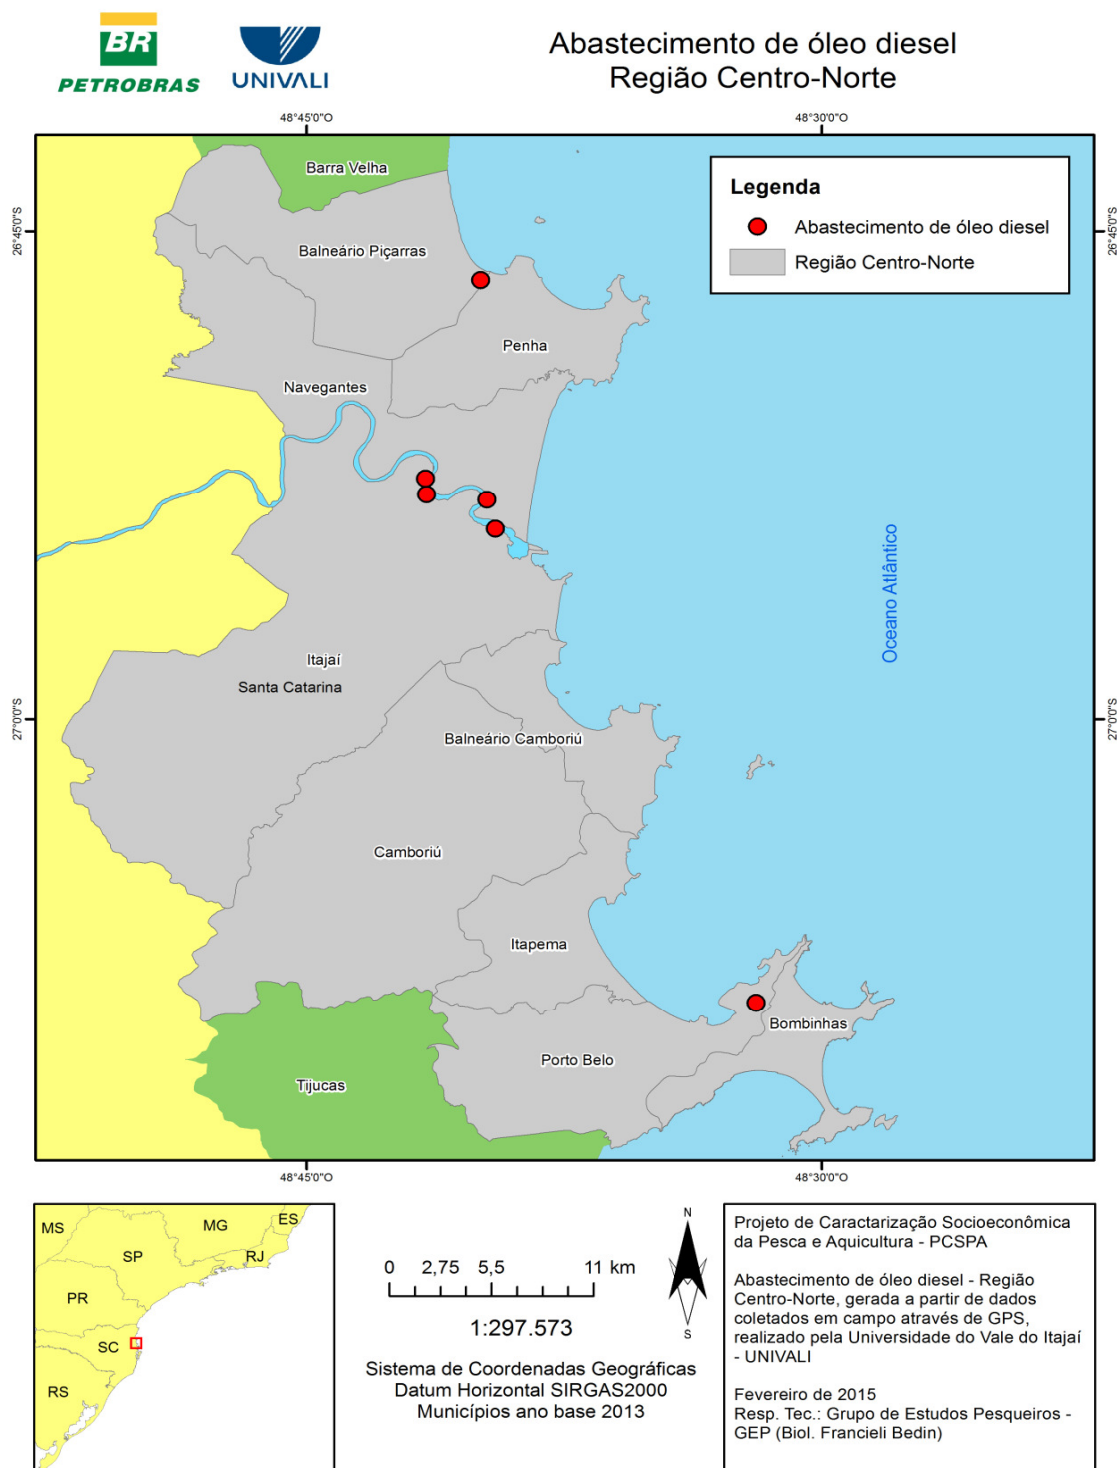 BR
PETROBRAS
UNIVALI
Abastecimento de óleo diesel
Região Centro-Norte
48°45'0"O
48°30'0"O
26°45'0"S
26°45'0"S
Barra Velha
Legenda
Abastecimento de óleo diesel
Região Centro-Norte
Balneário Piçarras
Penha
Navegantes
Oceano Atlântico
Itajaí
Santa Catarina
27°0'0"S
27°0'0"S
Balneário Camboriú
Camboriú
Itapema
Bombinhas
Porto Belo
Tijucas
48°45'0"O
48°30'0"O
MS
MG
ES
SP
RJ
PR
SC
RS
0 2,75 5,5 11 km
1:297.573
Sistema de Coordenadas Geográficas
Datum Horizontal SIRGAS2000
Municípios ano base 2013
N
S
Projeto de Caractarização Socioeconômica
da Pesca e Aquicultura - PCSPA
Abastecimento de óleo diesel - Região
Centro-Norte, gerada a partir de dados
coletados em campo através de GPS,
realizado pela Universidade do Vale do Itajaí
- UNIVALI
Fevereiro de 2015
Resp. Tec.: Grupo de Estudos Pesqueiros -
GEP (Biol. Francieli Bedin)